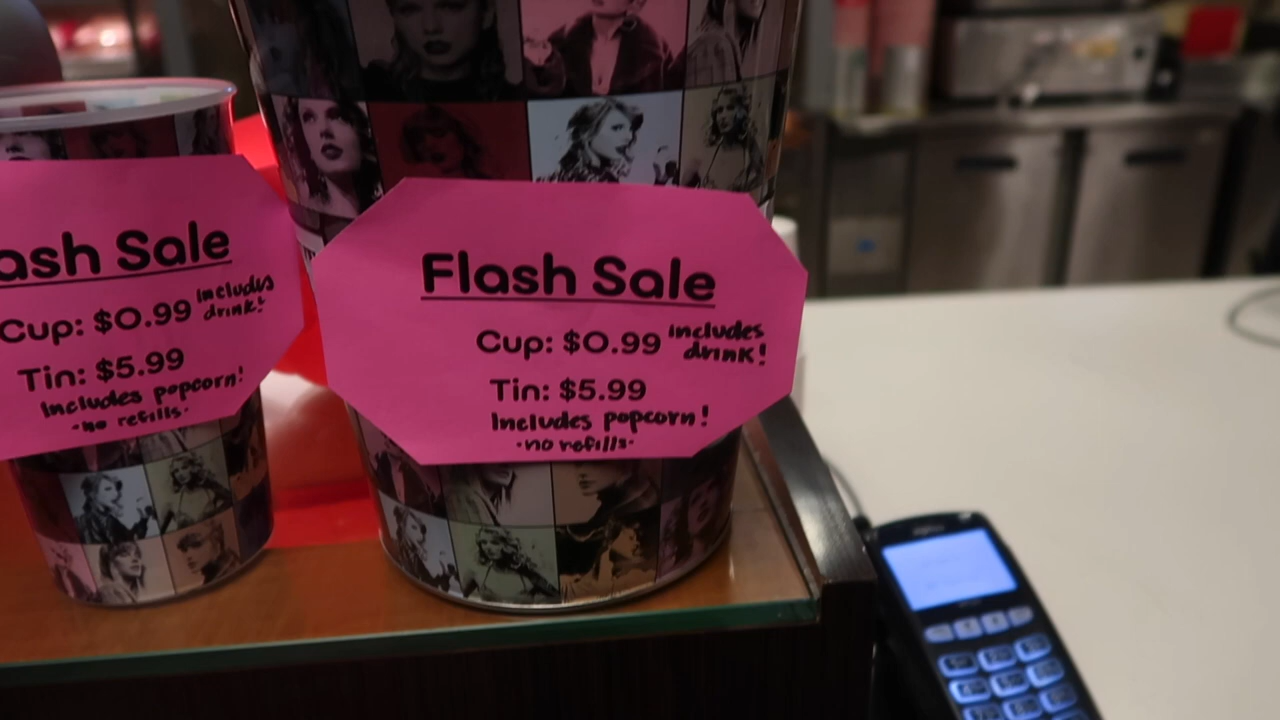 ash Sale
Cup: $0.99 includes
drink!
Tin: $5.99
Includes popcorn!
·no refills·
Flash Sale
Cup: $0.99 includes
drink!
Tin: $5.99
Includes popcorn!
·no refills·